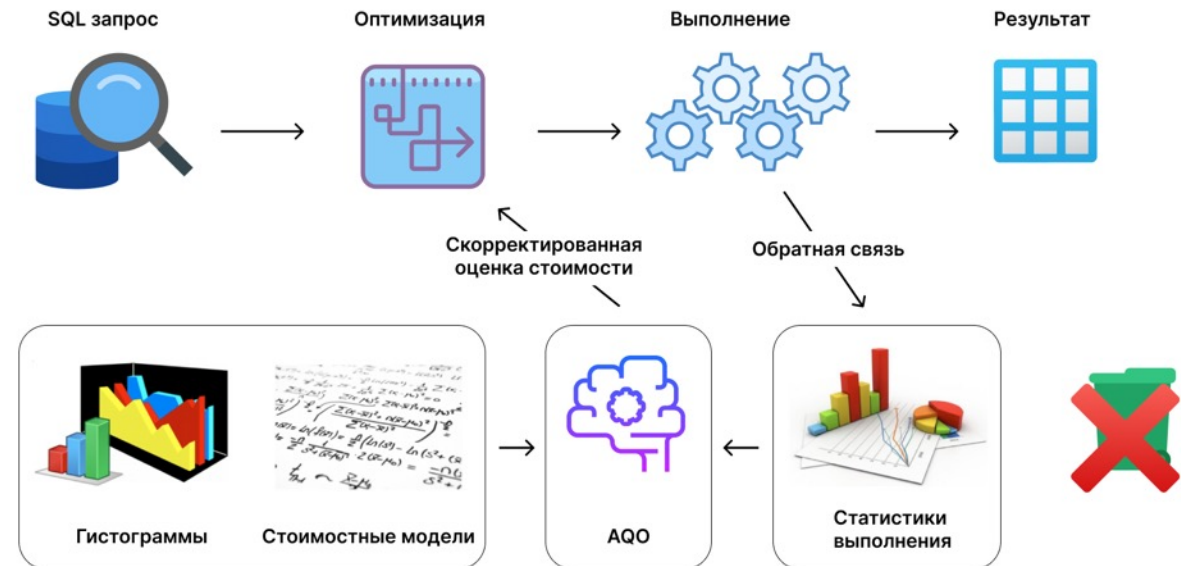 SQL запрос
Оптимизация
Выполнение
Результат
Скорректированная
оценка стоимости
Обратная связь
Гистограммы
Стоимостные модели
AQO
Статистики
выполнения